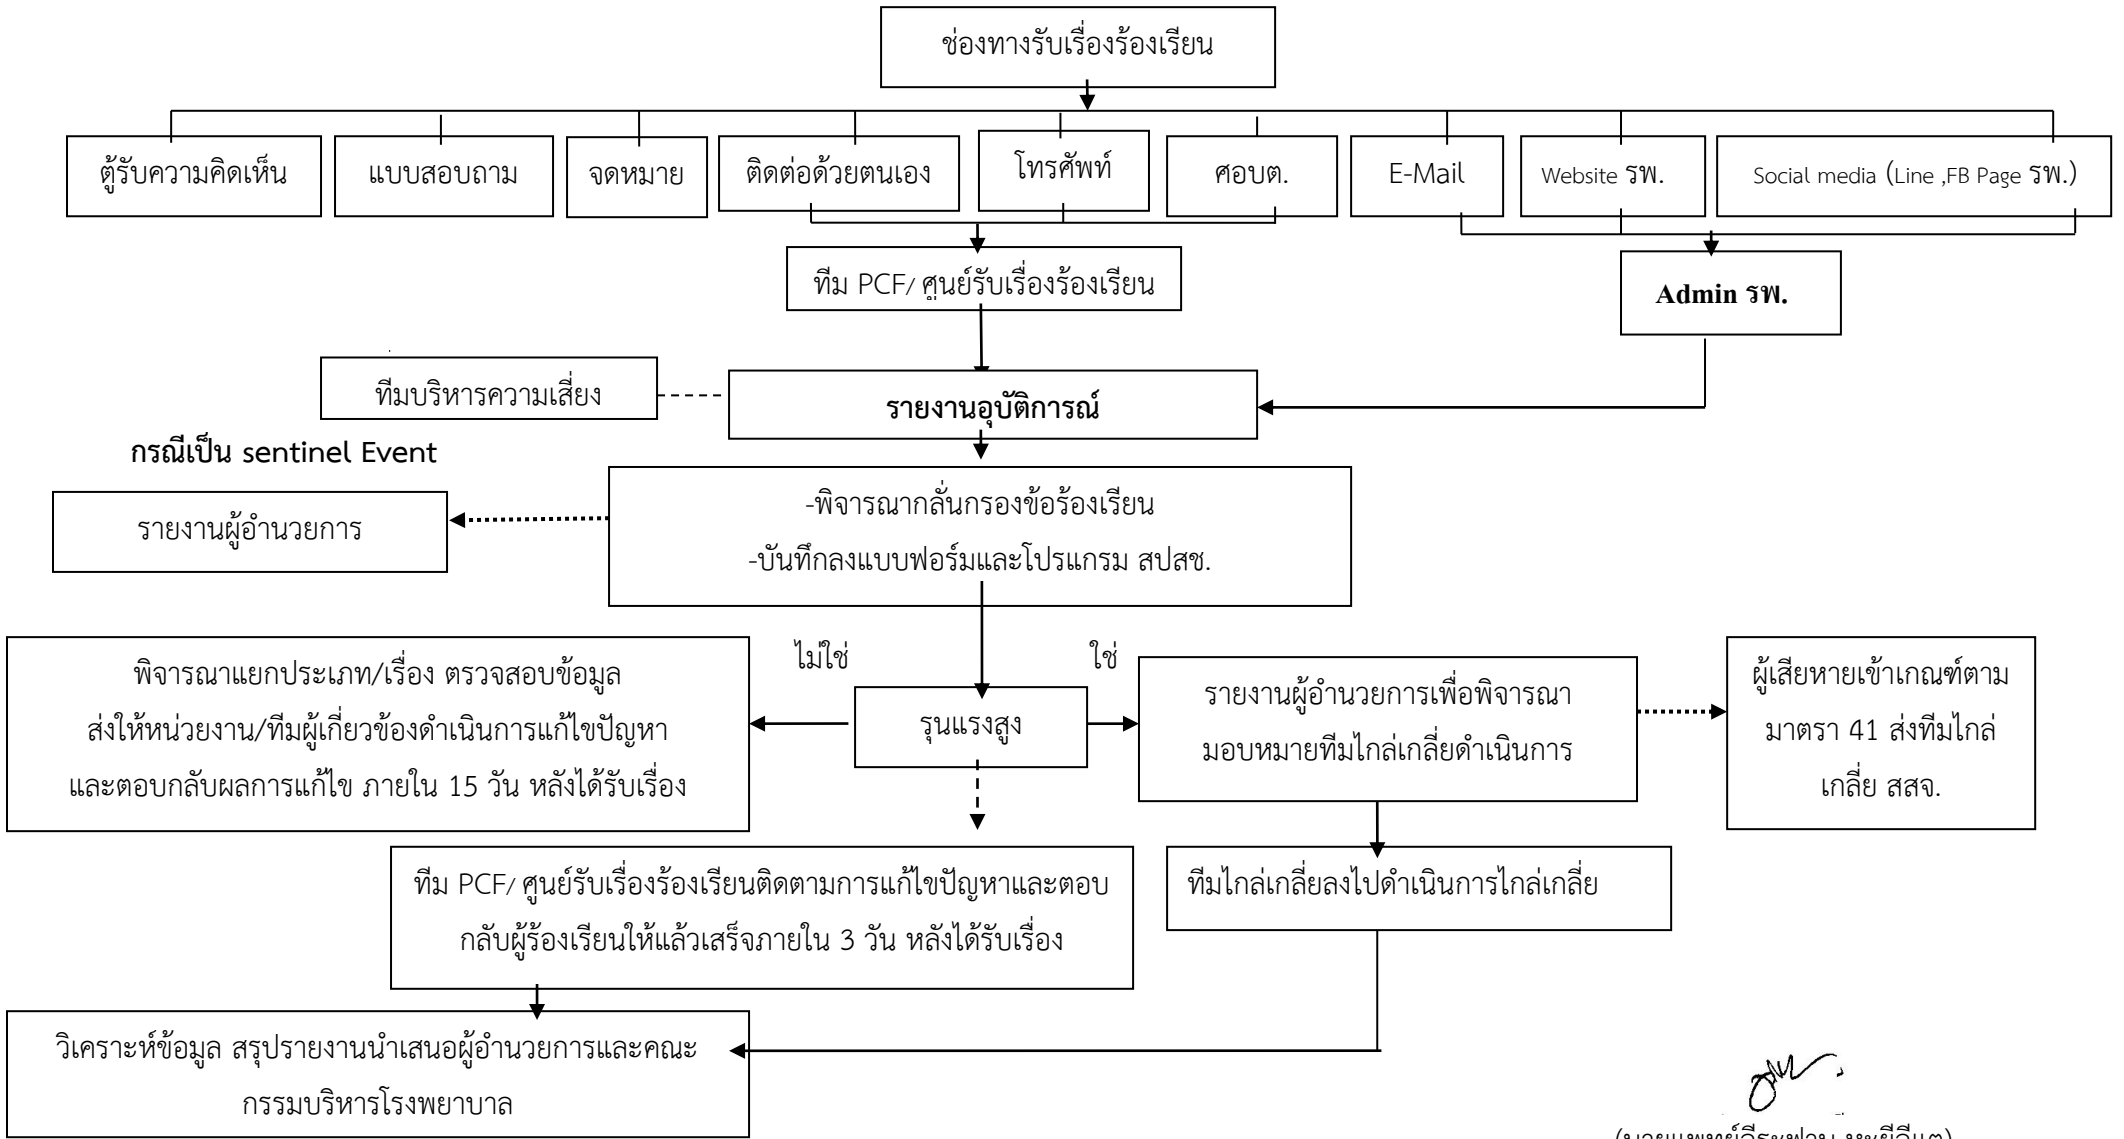 ช่องทางรับเรื่องร้องเรียน
ตู้รับความคิดเห็น
แบบสอบถาม
จดหมาย
ติดต่อด้วยตนเอง
โทรศัพท์
ศอบต.
E-Mail
Website รพ.
Social media (Line ,FB Page รพ.)
ทีม PCF/ ศูนย์รับเรื่องร้องเรียน
Admin รพ.
ทีมบริหารความเสี่ยง
รายงานอุบัติการณ์
กรณีเป็น sentinel Event
รายงานผู้อำนวยการ
-พิจารณากลั่นกรองข้อร้องเรียน
-บันทึกลงแบบฟอร์มและโปรแกรม สปสช.
พิจารณาแยกประเภท/เรื่อง ตรวจสอบข้อมูล
ส่งให้หน่วยงาน/ทีมผู้เกี่ยวข้องดำเนินการแก้ไขปัญหา
และตอบกลับผลการแก้ไข ภายใน 15 วัน หลังได้รับเรื่อง
ไม่ใช่
รุนแรงสูง
ใช่
รายงานผู้อำนวยการเพื่อพิจารณา
มอบหมายทีมไกล่เกลี่ยดำเนินการ
ผู้เสียหายเข้าเกณฑ์ตาม
มาตรา 41 ส่งทีมไกล่
เกลี่ย สสจ.
ทีม PCF/ ศูนย์รับเรื่องร้องเรียนติดตามการแก้ไขปัญหาและตอบ
กลับผู้ร้องเรียนให้แล้วเสร็จภายใน 3 วัน หลังได้รับเรื่อง
ทีมไกล่เกลี่ยลงไปดำเนินการไกล่เกลี่ย
วิเคราะห์ข้อมูล สรุปรายงานนำเสนอผู้อำนวยการและคณะ
กรรมบริหารโรงพยาบาล